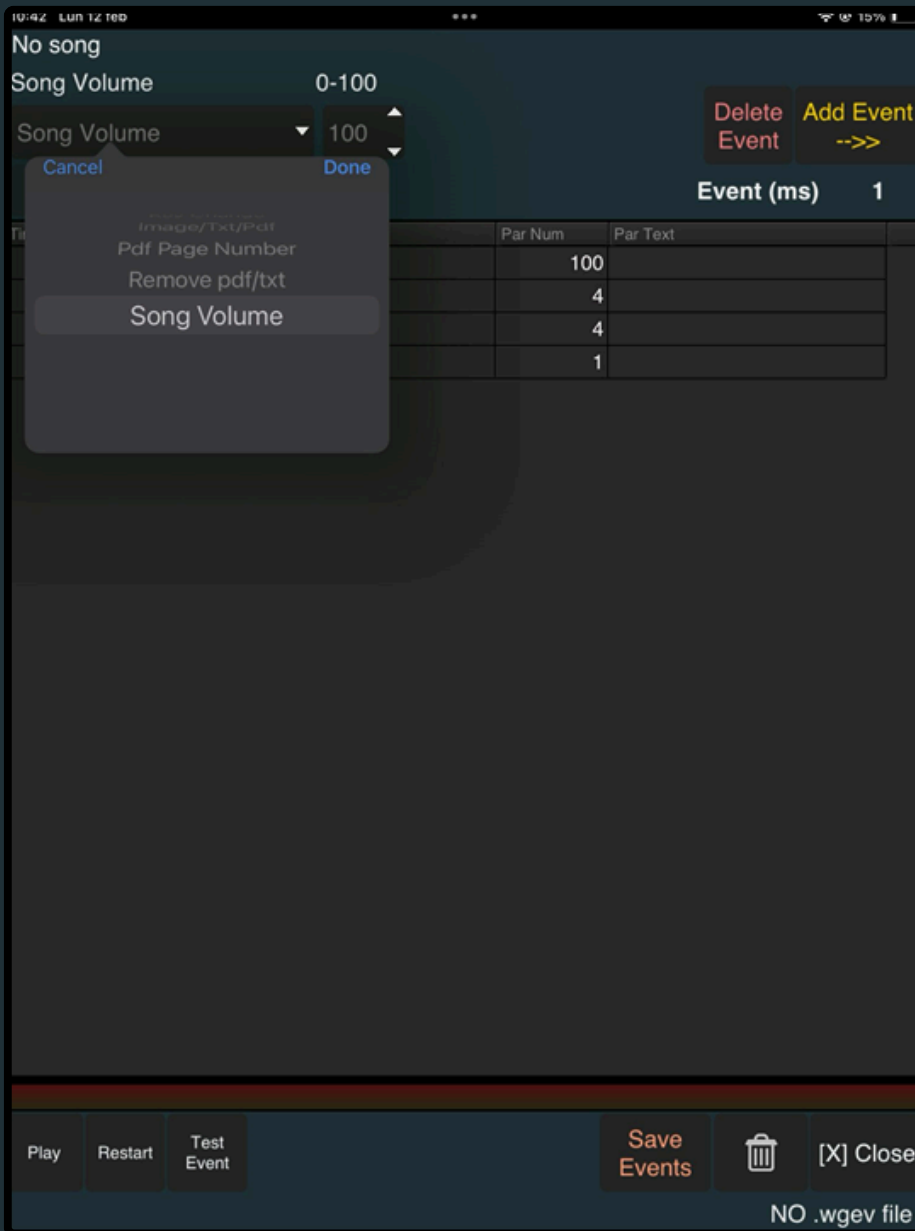 10:42 Lun 12 feb
15%
No song
Song Volume 0-100
Song Volume 100
Delete Event
Add Event -->>
Cancel Done
Event (ms) 1
Image/Txt/Pdf
Pdf Page Number
Remove pdf/txt
Song Volume
Par Num Par Text
100
4
4
1
Play
Restart
Test Event
Save Events
[X] Close
NO .wgev file